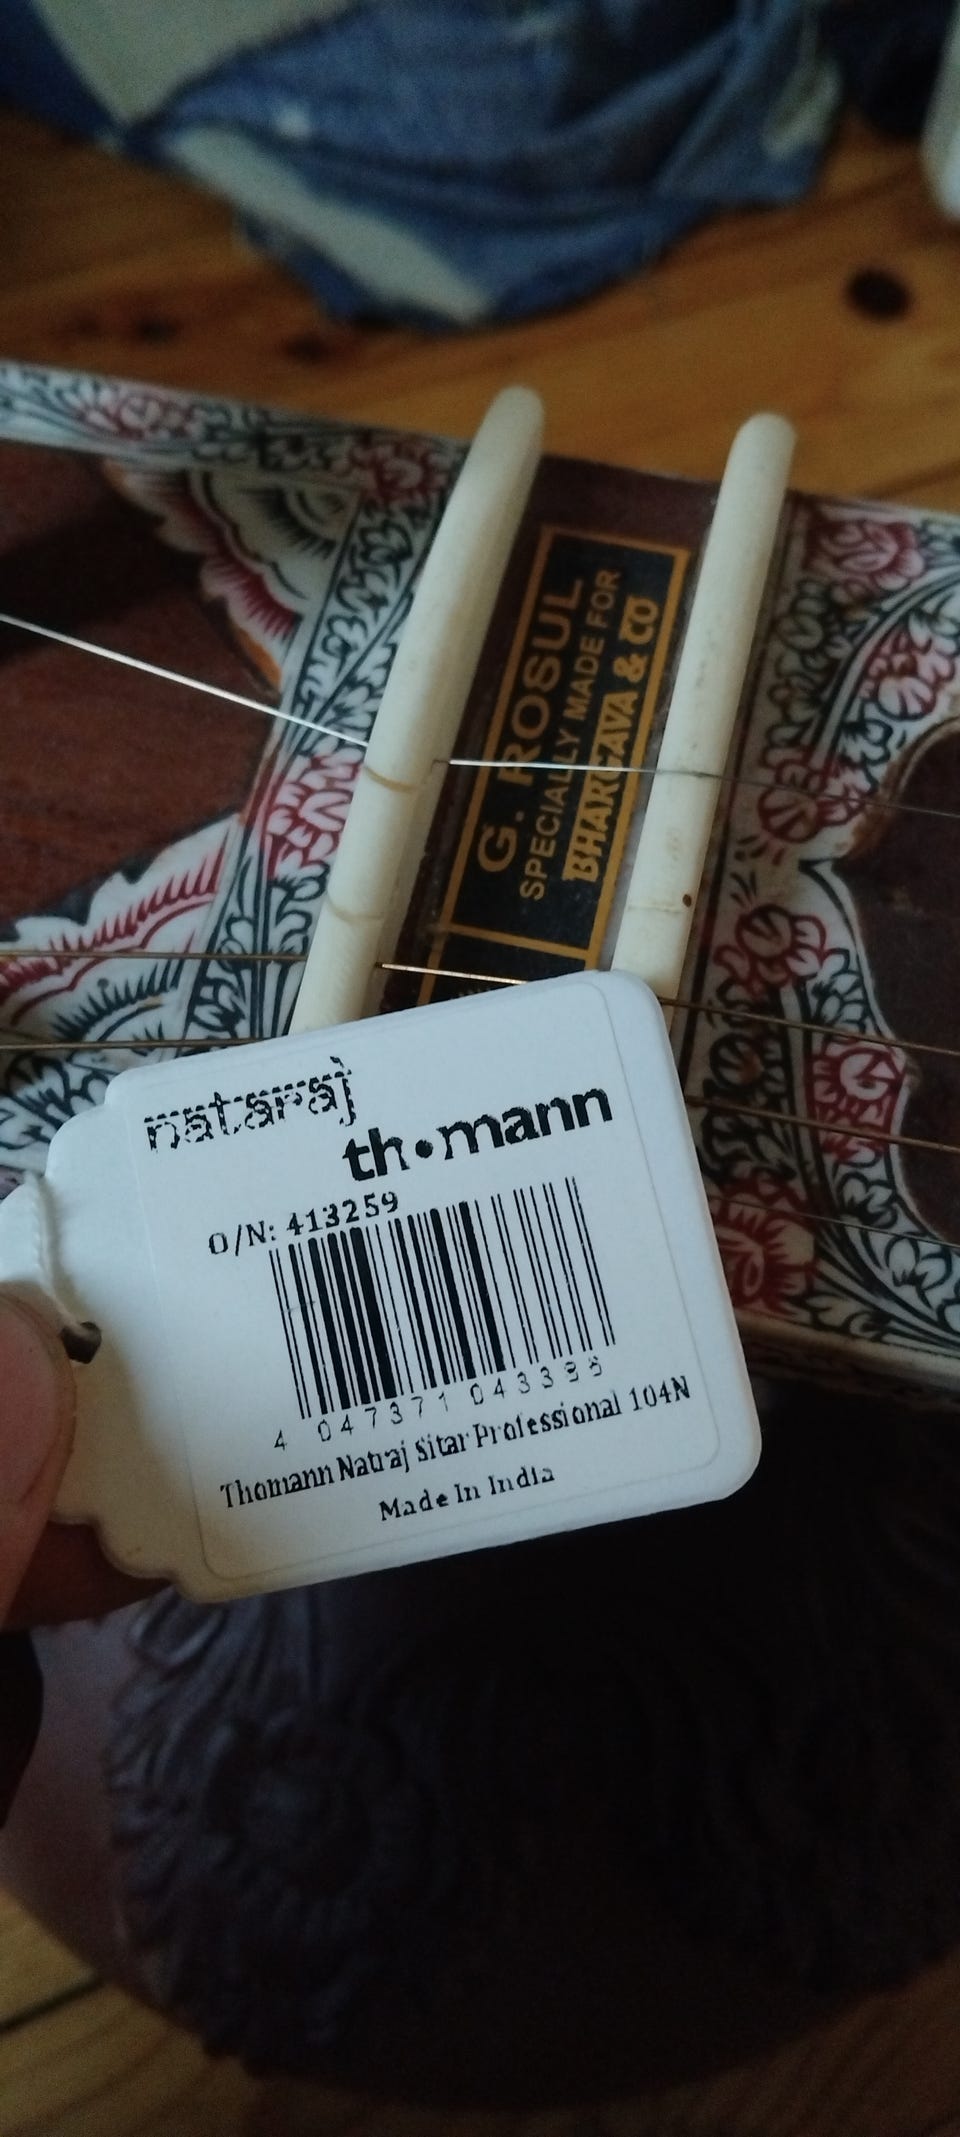 G. ROSUL
SPECIALLY MADE FOR
BHARGAVA & CO
nataraj
th•mann
O/N: 413259
4 047371 043386
Thomann Natraj Sitar Professional 104N
Made In India